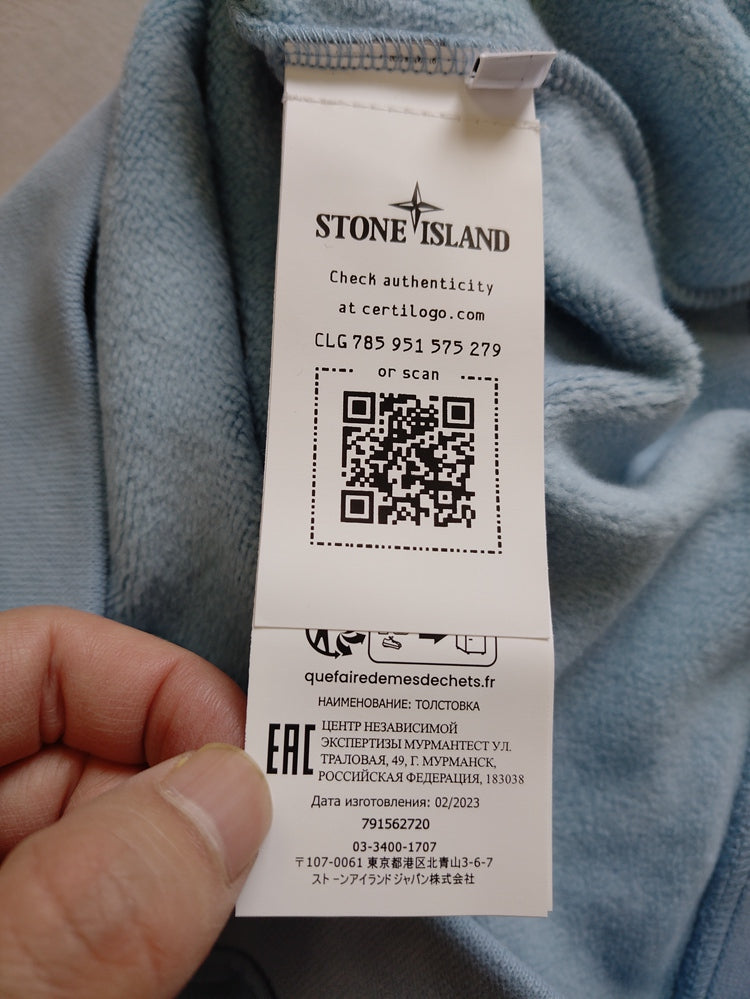 STONE ISLAND
Check authenticity
at certilogo.com
CLG 785 951 575 279
or scan
quefairedemesdechets.fr
НАИМЕНОВАНИЕ: ТОЛСТОВКА
EAC
ЦЕНТР НЕЗАВИСИМОЙ
ЭКСПЕРТИЗЫ МУРМАНТЕСТ УЛ.
ТРАЛОВАЯ, 49, Г. МУРМАНСК,
РОССИЙСКАЯ ФЕДЕРАЦИЯ, 183038
Дата изготовления: 02/2023
791562720
03-3400-1707
〒107-0061 東京都港区北青山3-6-7
ストーンアイランドジャパン株式会社